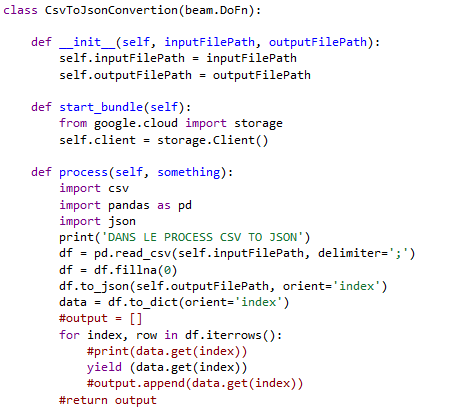 class CsvToJsonConvertion(beam.DoFn):

    def __init__(self, inputFilePath, outputFilePath):
        self.inputFilePath = inputFilePath
        self.outputFilePath = outputFilePath

    def start_bundle(self):
        from google.cloud import storage
        self.client = storage.Client()

    def process(self, something):
        import csv
        import pandas as pd
        import json
        print('DANS LE PROCESS CSV TO JSON')
        df = pd.read_csv(self.inputFilePath, delimiter=';')
        df = df.fillna(0)
        df.to_json(self.outputFilePath, orient='index')
        data = df.to_dict(orient='index')
        #output = []
        for index, row in df.iterrows():
            #print(data.get(index))
            yield (data.get(index))
            #output.append(data.get(index))
        #return output